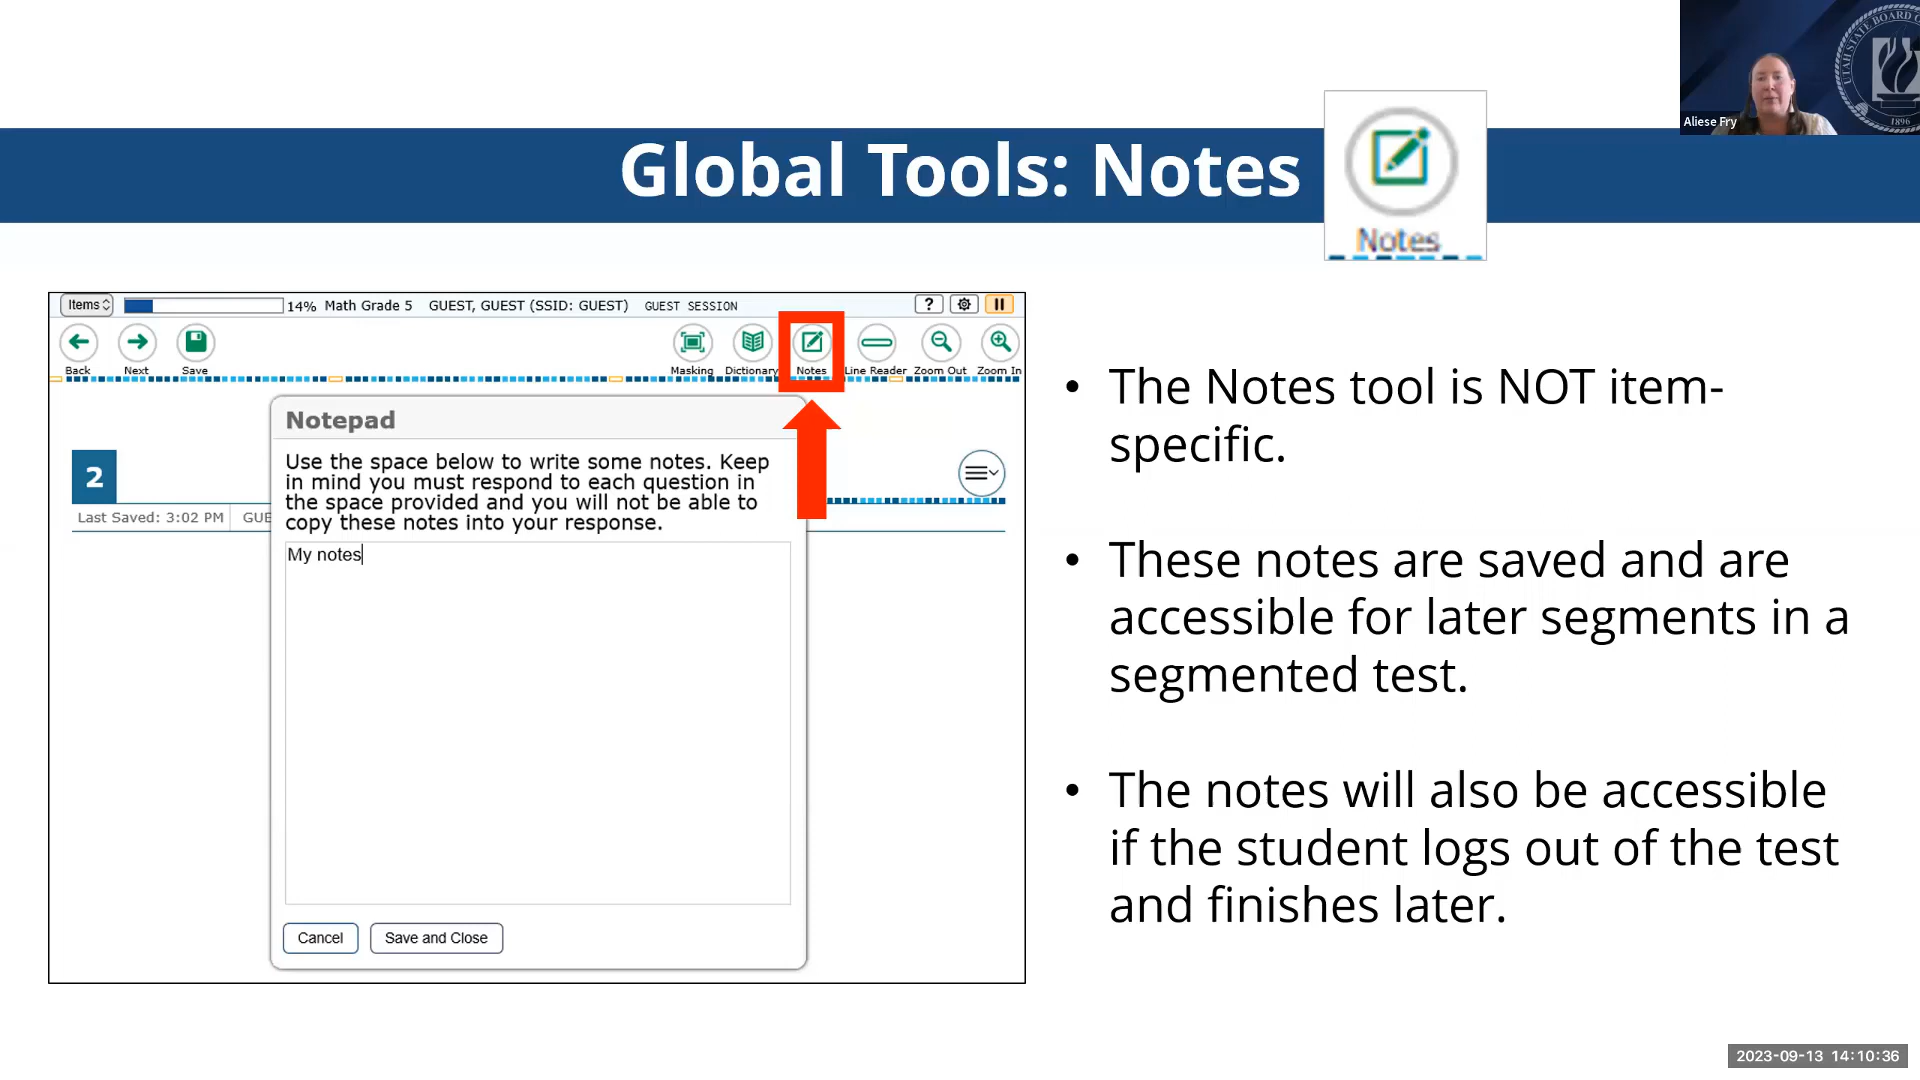 UTAH STATE BOARD O
1896
Aliese Fry
Global Tools: Notes
Notes
Items
14%
Math Grade 5
GUEST, GUEST (SSID: GUEST)
GUEST SESSION
?
Back
Next
Save
Masking
Dictionary
Notes
Line Reader
Zoom Out
Zoom In
Notepad
Use the space below to write some notes. Keep
in mind you must respond to each question in
the space provided and you will not be able to
copy these notes into your response.
2
Last Saved: 3:02 PM
GUE
My notes
Cancel
Save and Close
• The Notes tool is NOT item-
specific.
• These notes are saved and are
accessible for later segments in a
segmented test.
• The notes will also be accessible
if the student logs out of the test
and finishes later.
2023-09-13 14:10:36